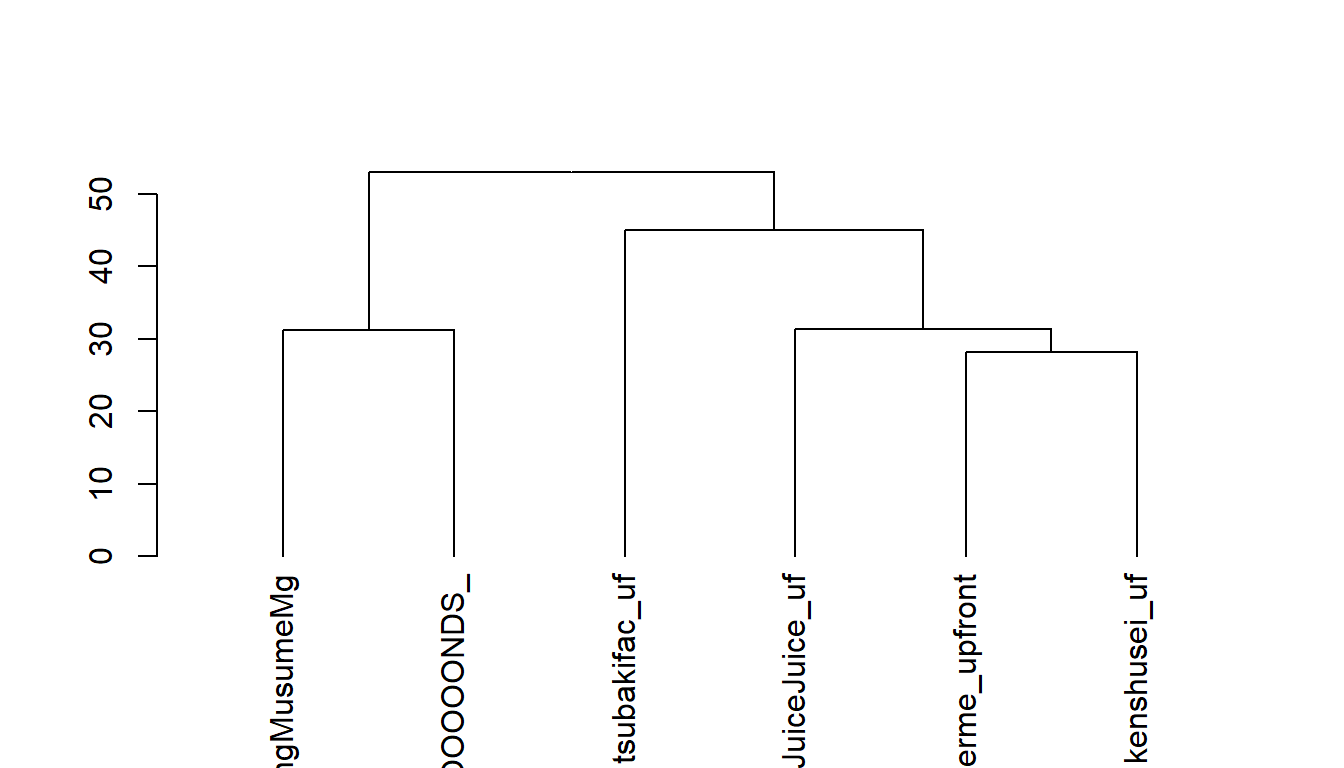 50
40
30
20
10
0
ngMusumeMg
OOOOONDS_
tsubakifac_uf
JuiceJuice_uf
erme_upfront
kenshusei_uf